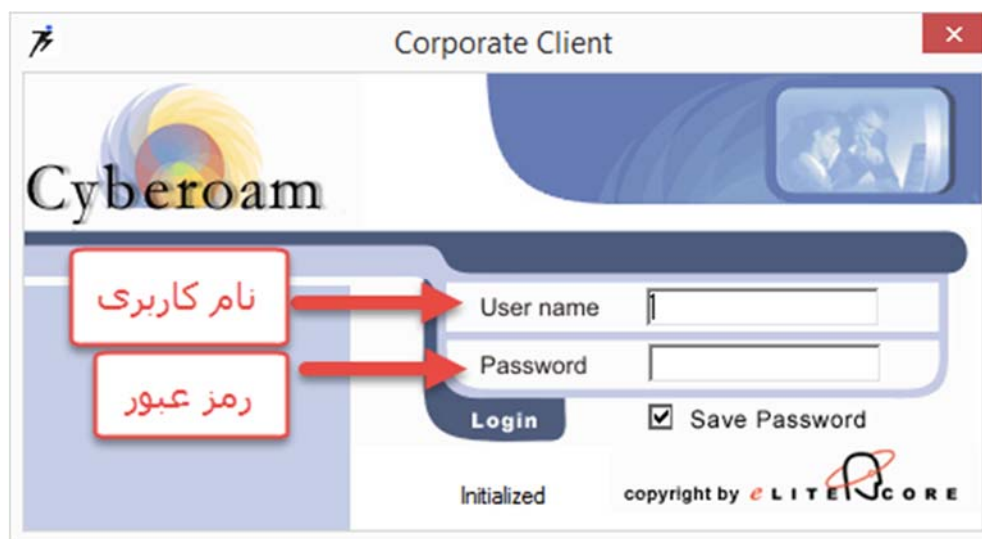 Corporate Client
Cyberoam
نام کاربری
User name
رمز عبور
Password
Login
Save Password
Initialized
copyright by eLITECORE